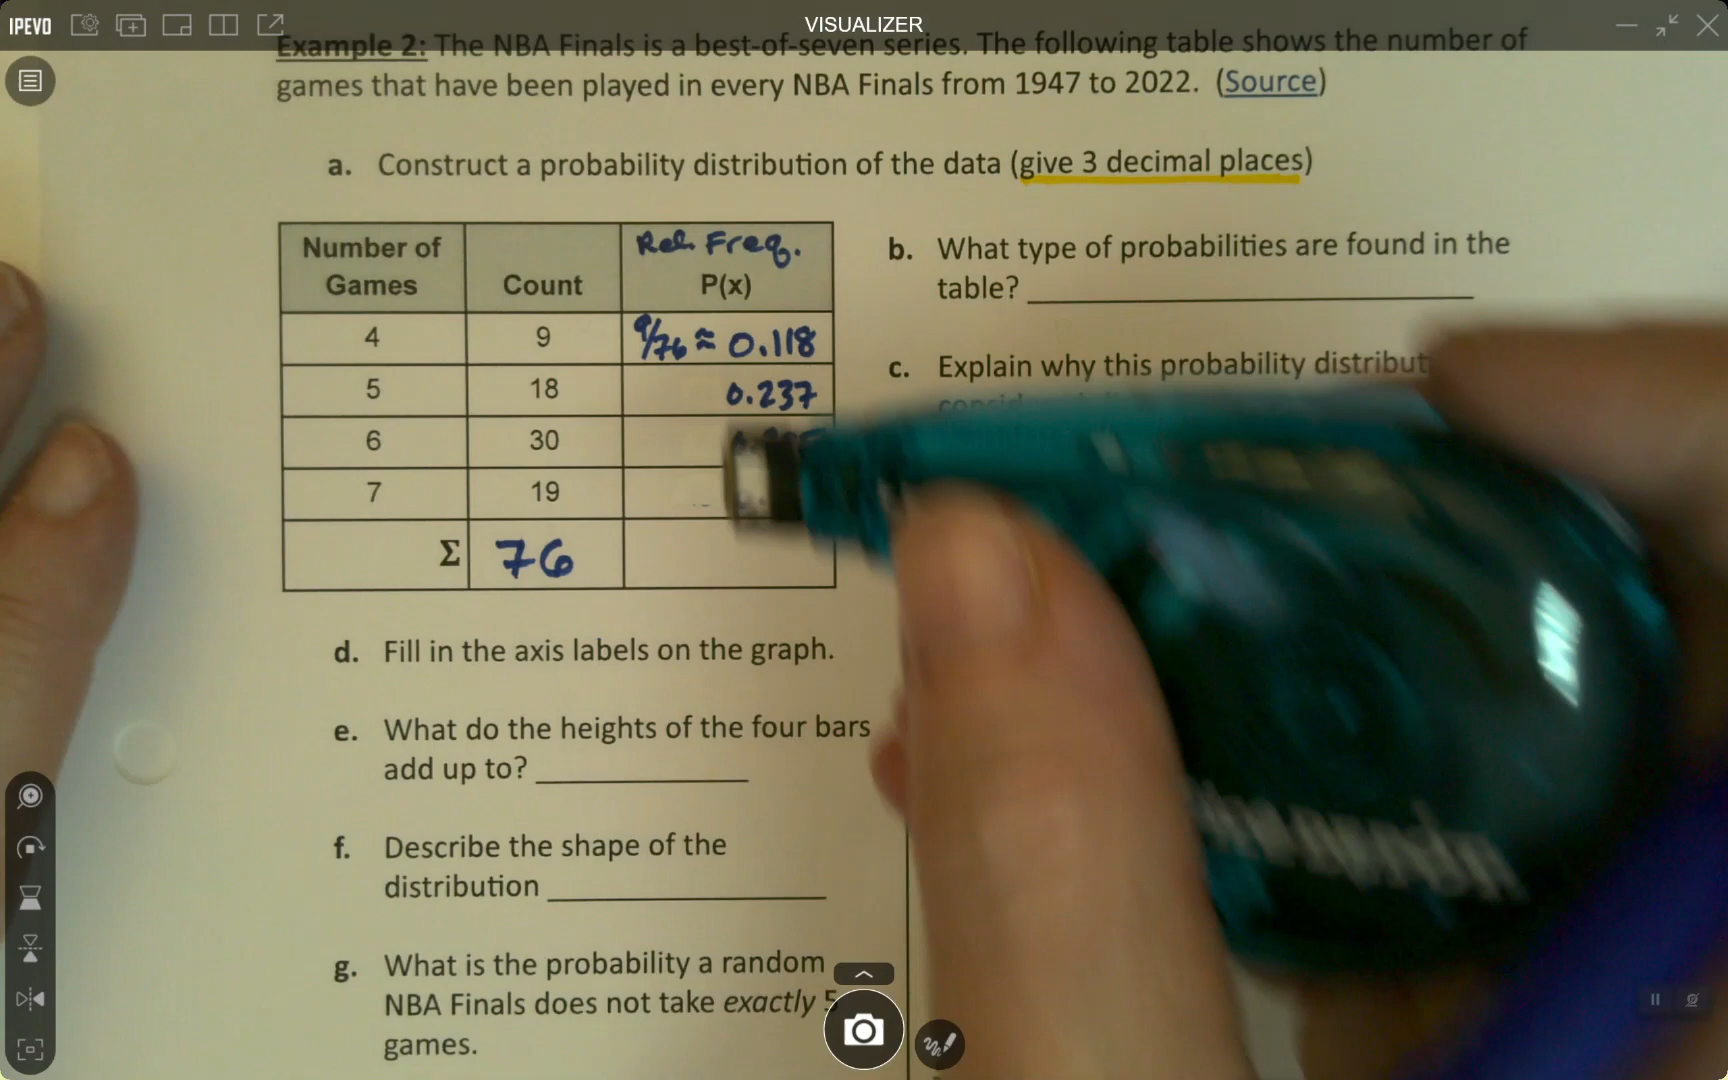 IPEVO
VISUALIZER
Example 2: The NBA Finals is a best-of-seven series. The following table shows the number of
games that have been played in every NBA Finals from 1947 to 2022. (Source)
a. Construct a probability distribution of the data (give 3 decimal places)
Number of Games Count Rel. Freq. P(x)
4 9 9/76 ≈ 0.118
5 18 0.237
6 30
7 19
Σ 76
b. What type of probabilities are found in the
table?
c. Explain why this probability
d. Fill in the axis labels on the graph.
e. What do the heights of the four bars
add up to?
f. Describe the shape of the
distribution
g. What is the probability a random
NBA Finals does not take exactly 5
games.